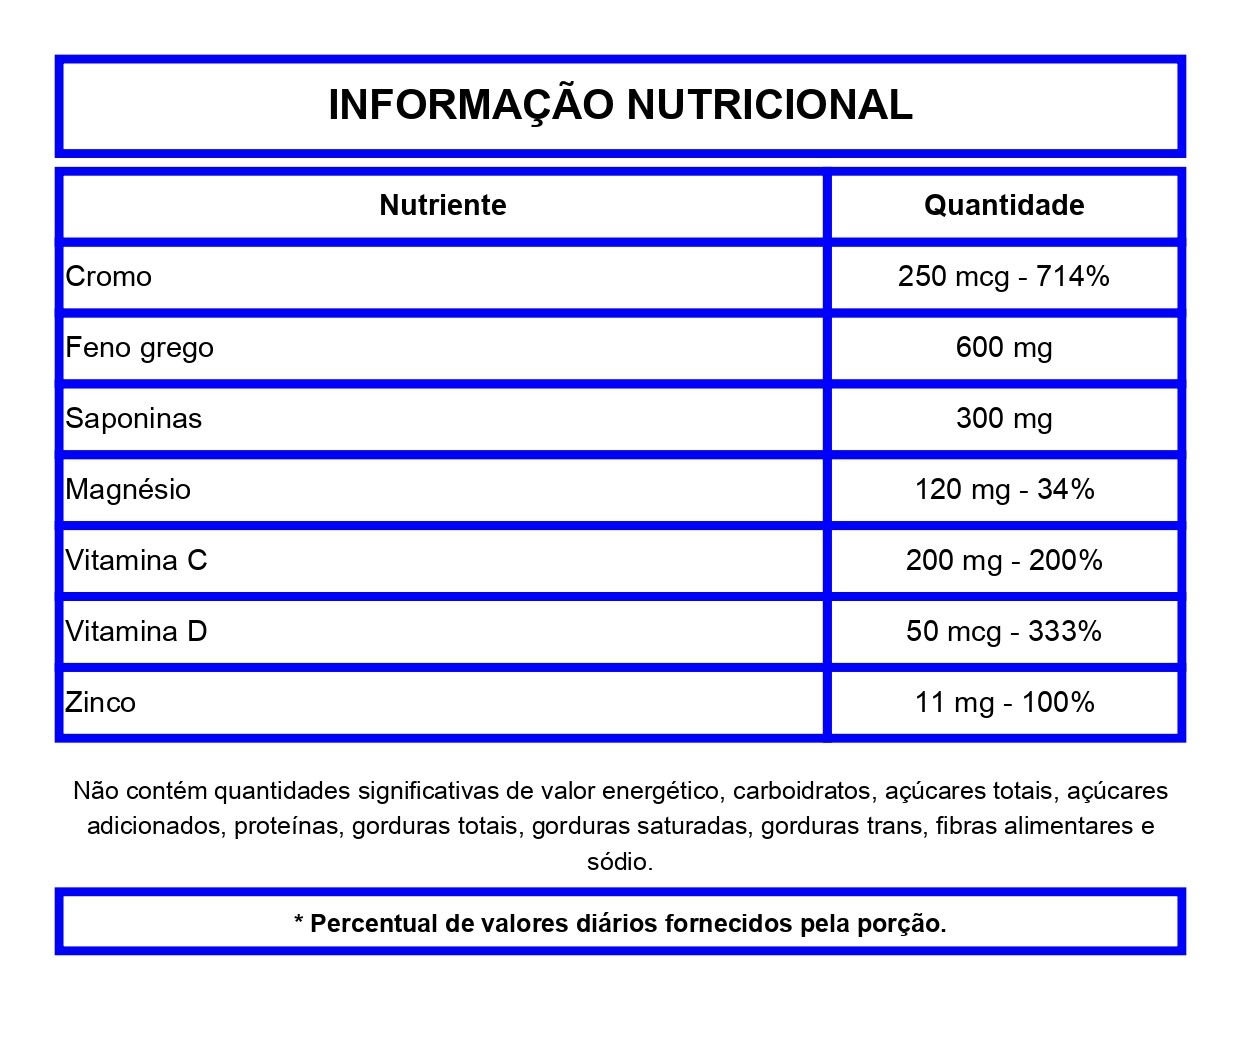 INFORMAÇÃO NUTRICIONAL
Nutriente Quantidade
Cromo 250 mcg - 714%
Feno grego 600 mg
Saponinas 300 mg
Magnésio 120 mg - 34%
Vitamina C 200 mg - 200%
Vitamina D 50 mcg - 333%
Zinco 11 mg - 100%
Não contém quantidades significativas de valor energético, carboidratos, açúcares totais, açúcares
adicionados, proteínas, gorduras totais, gorduras saturadas, gorduras trans, fibras alimentares e
sódio.
* Percentual de valores diários fornecidos pela porção.